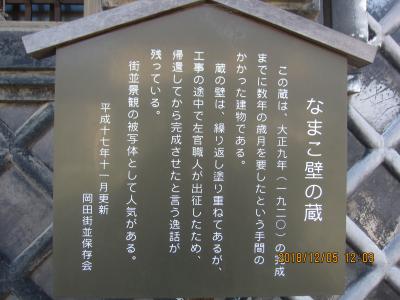 なまこ壁の蔵
この蔵は、大正九年（一九二〇）の完成
までに数年の歳月を要したという手間の
かかった建物である。
蔵の壁は、繰り返し塗り重ねてあるが、
工事の途中で左官職人が出征したため、
帰還してから完成させたと言う逸話が
残っている。
街並景観の被写体として人気がある。
平成十七年十一月更新
岡田街並保存会
2018/12/05 12:09